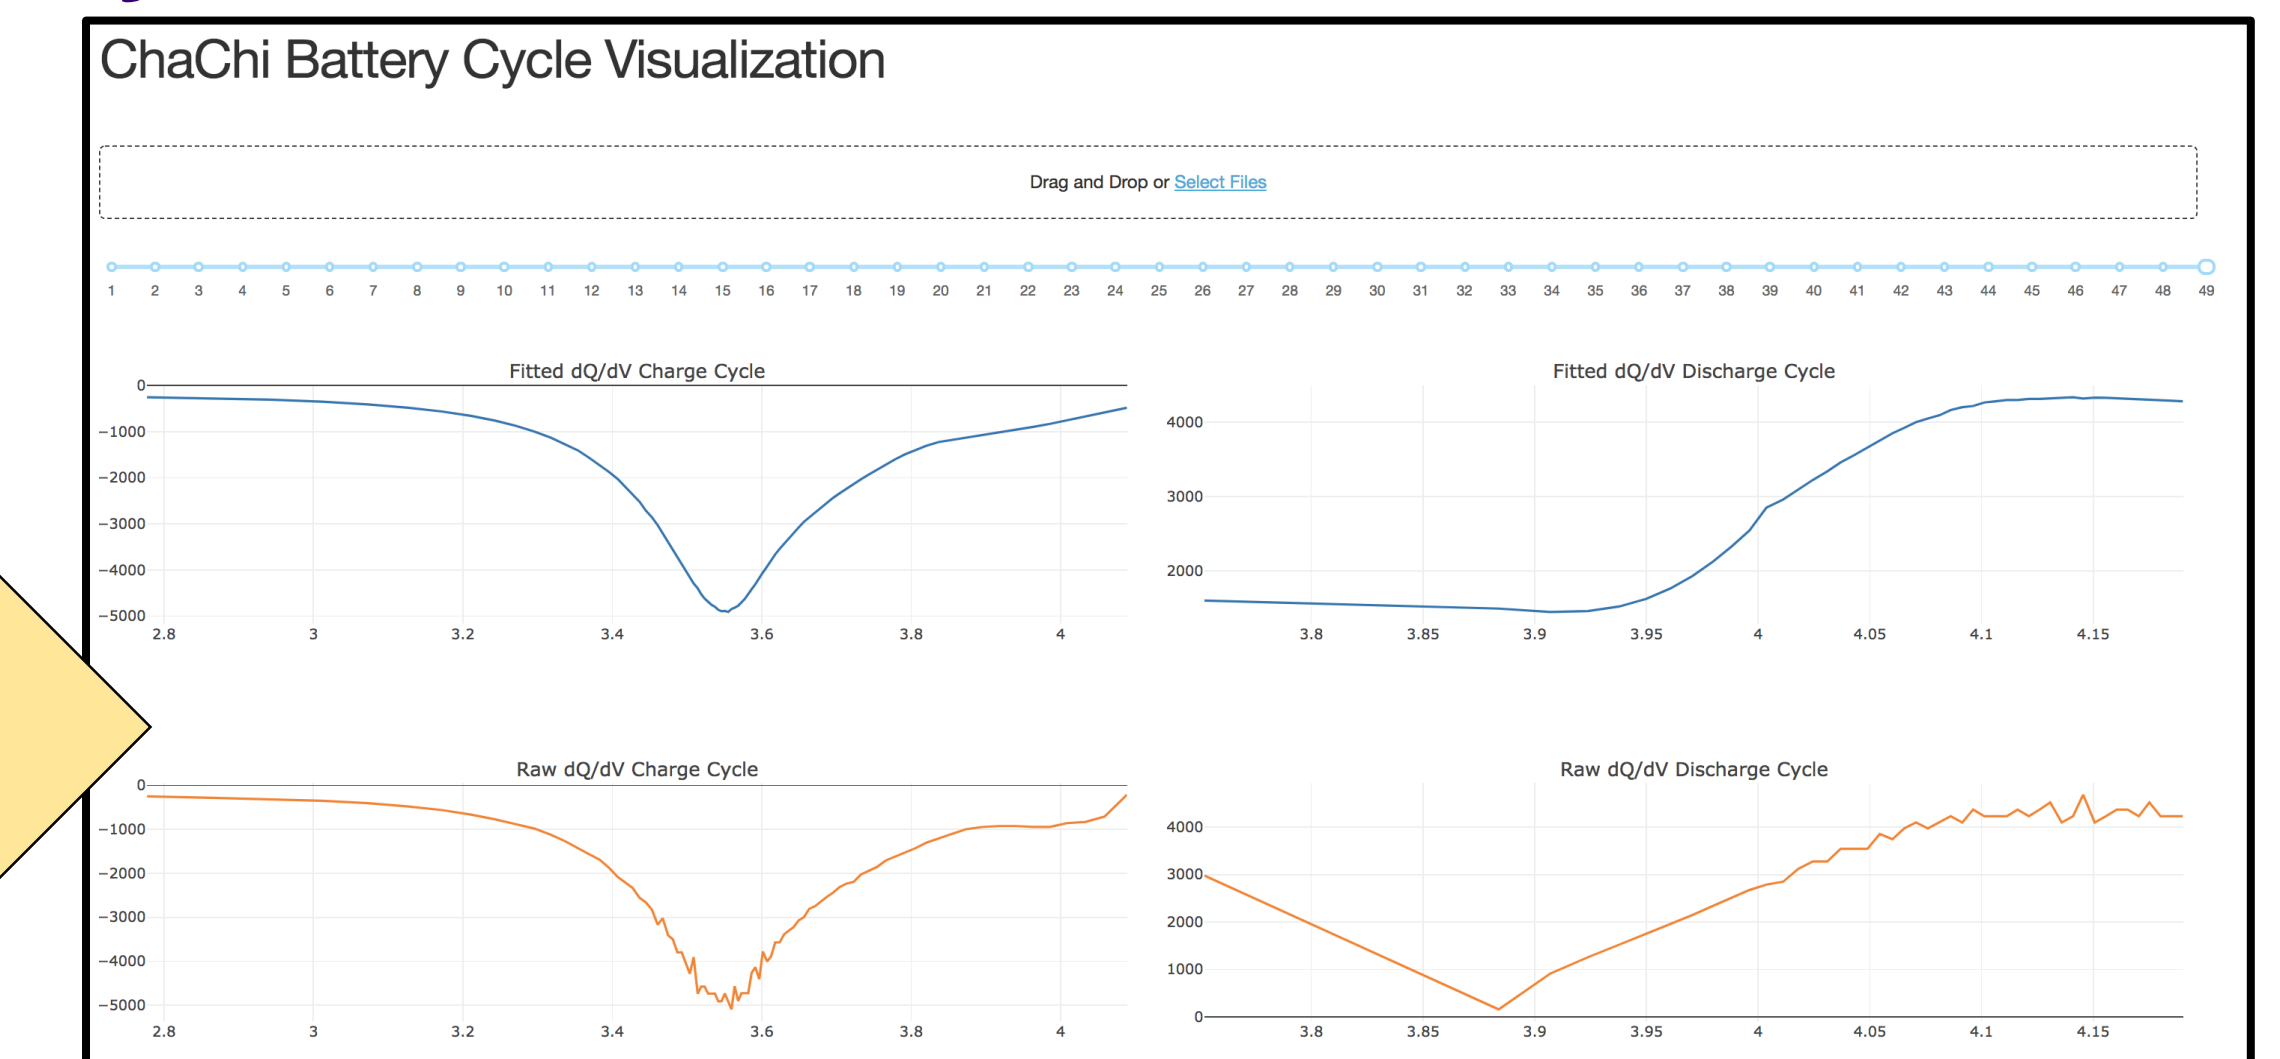 ChaChi Battery Cycle Visualization
Drag and Drop or Select Files
1 2 3 4 5 6 7 8 9 10 11 12 13 14 15 16 17 18 19 20 21 22 23 24 25 26 27 28 29 30 31 32 33 34 35 36 37 38 39 40 41 42 43 44 45 46 47 48 49
Fitted dQ/dV Charge Cycle
0
−1000
−2000
−3000
−4000
−5000
2.8 3 3.2 3.4 3.6 3.8 4
Fitted dQ/dV Discharge Cycle
4000
3000
2000
3.8 3.85 3.9 3.95 4 4.05 4.1 4.15
Raw dQ/dV Charge Cycle
0
−1000
−2000
−3000
−4000
−5000
2.8 3 3.2 3.4 3.6 3.8 4
Raw dQ/dV Discharge Cycle
4000
3000
2000
1000
0
3.8 3.85 3.9 3.95 4 4.05 4.1 4.15